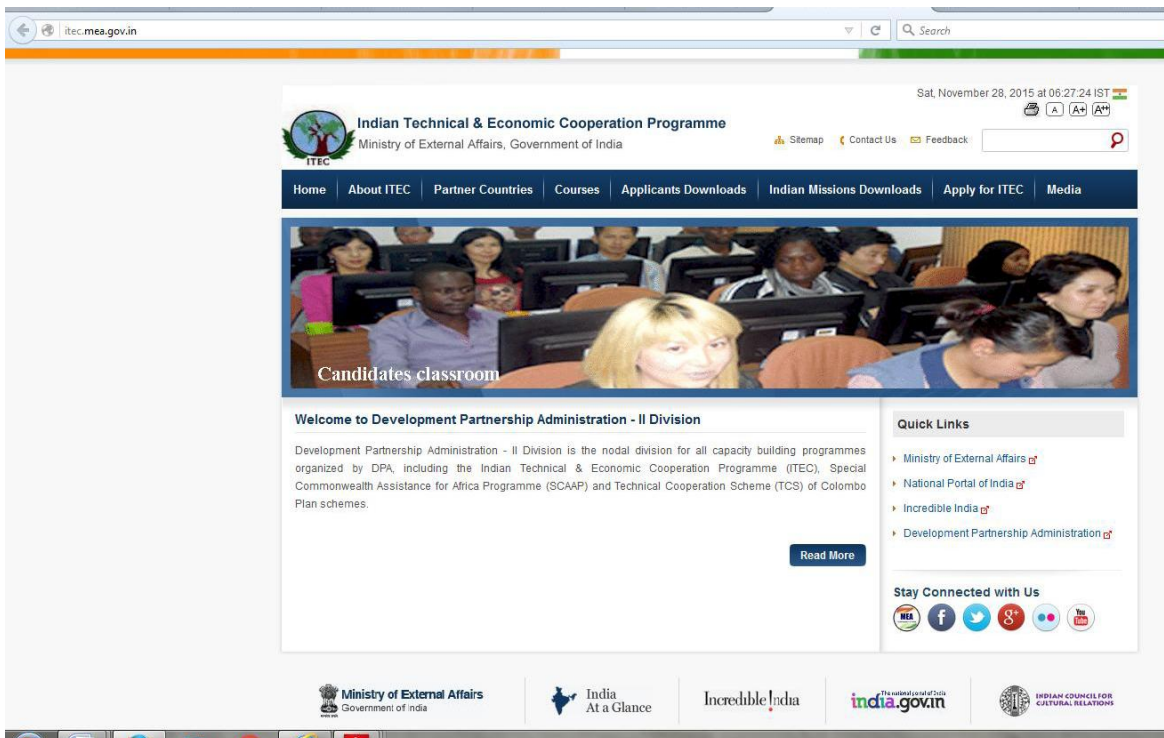 itec.mea.gov.in
Search
Sat, November 28, 2015 at 06:27:24 IST
A A+ A++
ITEC
Indian Technical & Economic Cooperation Programme
Ministry of External Affairs, Government of India
Sitemap Contact Us Feedback
Home About ITEC Partner Countries Courses Applicants Downloads Indian Missions Downloads Apply for ITEC Media
Candidates classroom
Welcome to Development Partnership Administration - II Division
Development Partnership Administration - II Division is the nodal division for all capacity building programmes
organized by DPA, including the Indian Technical & Economic Cooperation Programme (ITEC), Special
Commonwealth Assistance for Africa Programme (SCAAP) and Technical Cooperation Scheme (TCS) of Colombo
Plan schemes.
Read More
Quick Links
Ministry of External Affairs
National Portal of India
Incredible India
Development Partnership Administration
Stay Connected with Us
MEA f g+ You Tube
Ministry of External Affairs
Government of India
India
At a Glance
Incredible !ndia
The national portal of India
india.gov.in
INDIAN COUNCIL FOR
CULTURAL RELATIONS